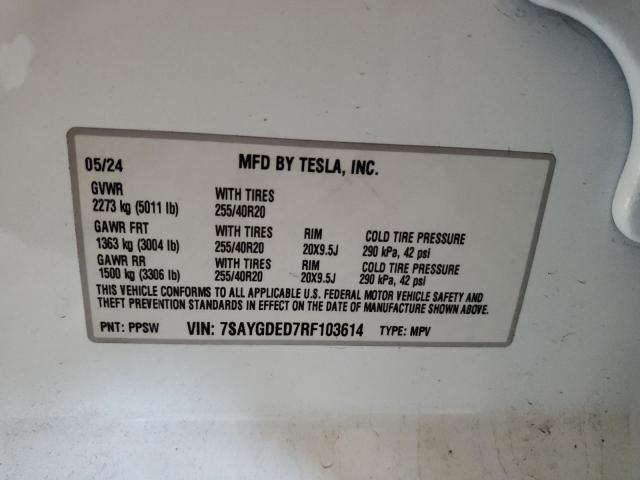 05/24 MFD BY TESLA, INC.
GVWR WITH TIRES
2273 kg (5011 lb) 255/40R20
GAWR FRT WITH TIRES RIM COLD TIRE PRESSURE
1363 kg (3004 lb) 255/40R20 20X9.5J 290 kPa, 42 psi
GAWR RR WITH TIRES RIM COLD TIRE PRESSURE
1500 kg (3306 lb) 255/40R20 20X9.5J 290 kPa, 42 psi
THIS VEHICLE CONFORMS TO ALL APPLICABLE U.S. FEDERAL MOTOR VEHICLE SAFETY AND
THEFT PREVENTION STANDARDS IN EFFECT ON THE DATE OF MANUFACTURE SHOWN ABOVE.
PNT: PPSW VIN: 7SAYGDED7RF103614 TYPE: MPV